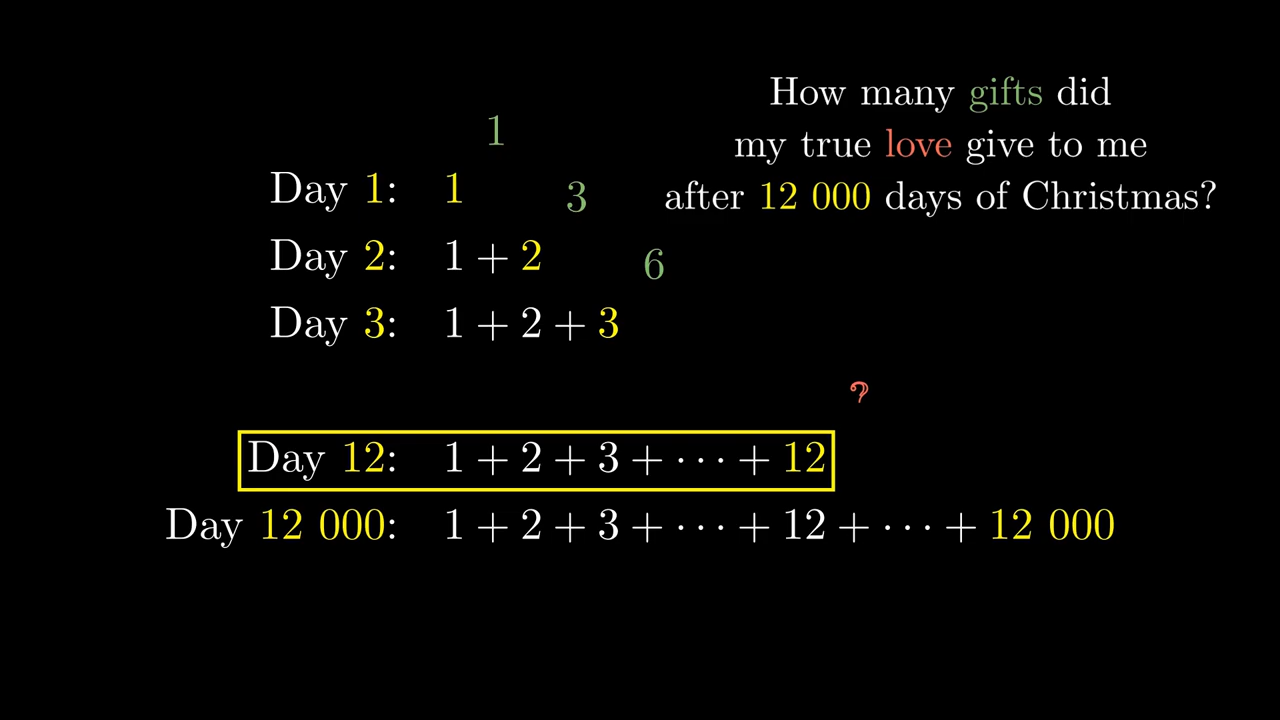 How many gifts did
my true love give to me
after 12 000 days of Christmas?
1
Day 1: 1
3
Day 2: 1 + 2
6
Day 3: 1 + 2 + 3
?
Day 12: 1 + 2 + 3 + ··· + 12
Day 12 000: 1 + 2 + 3 + ··· + 12 + ··· + 12 000